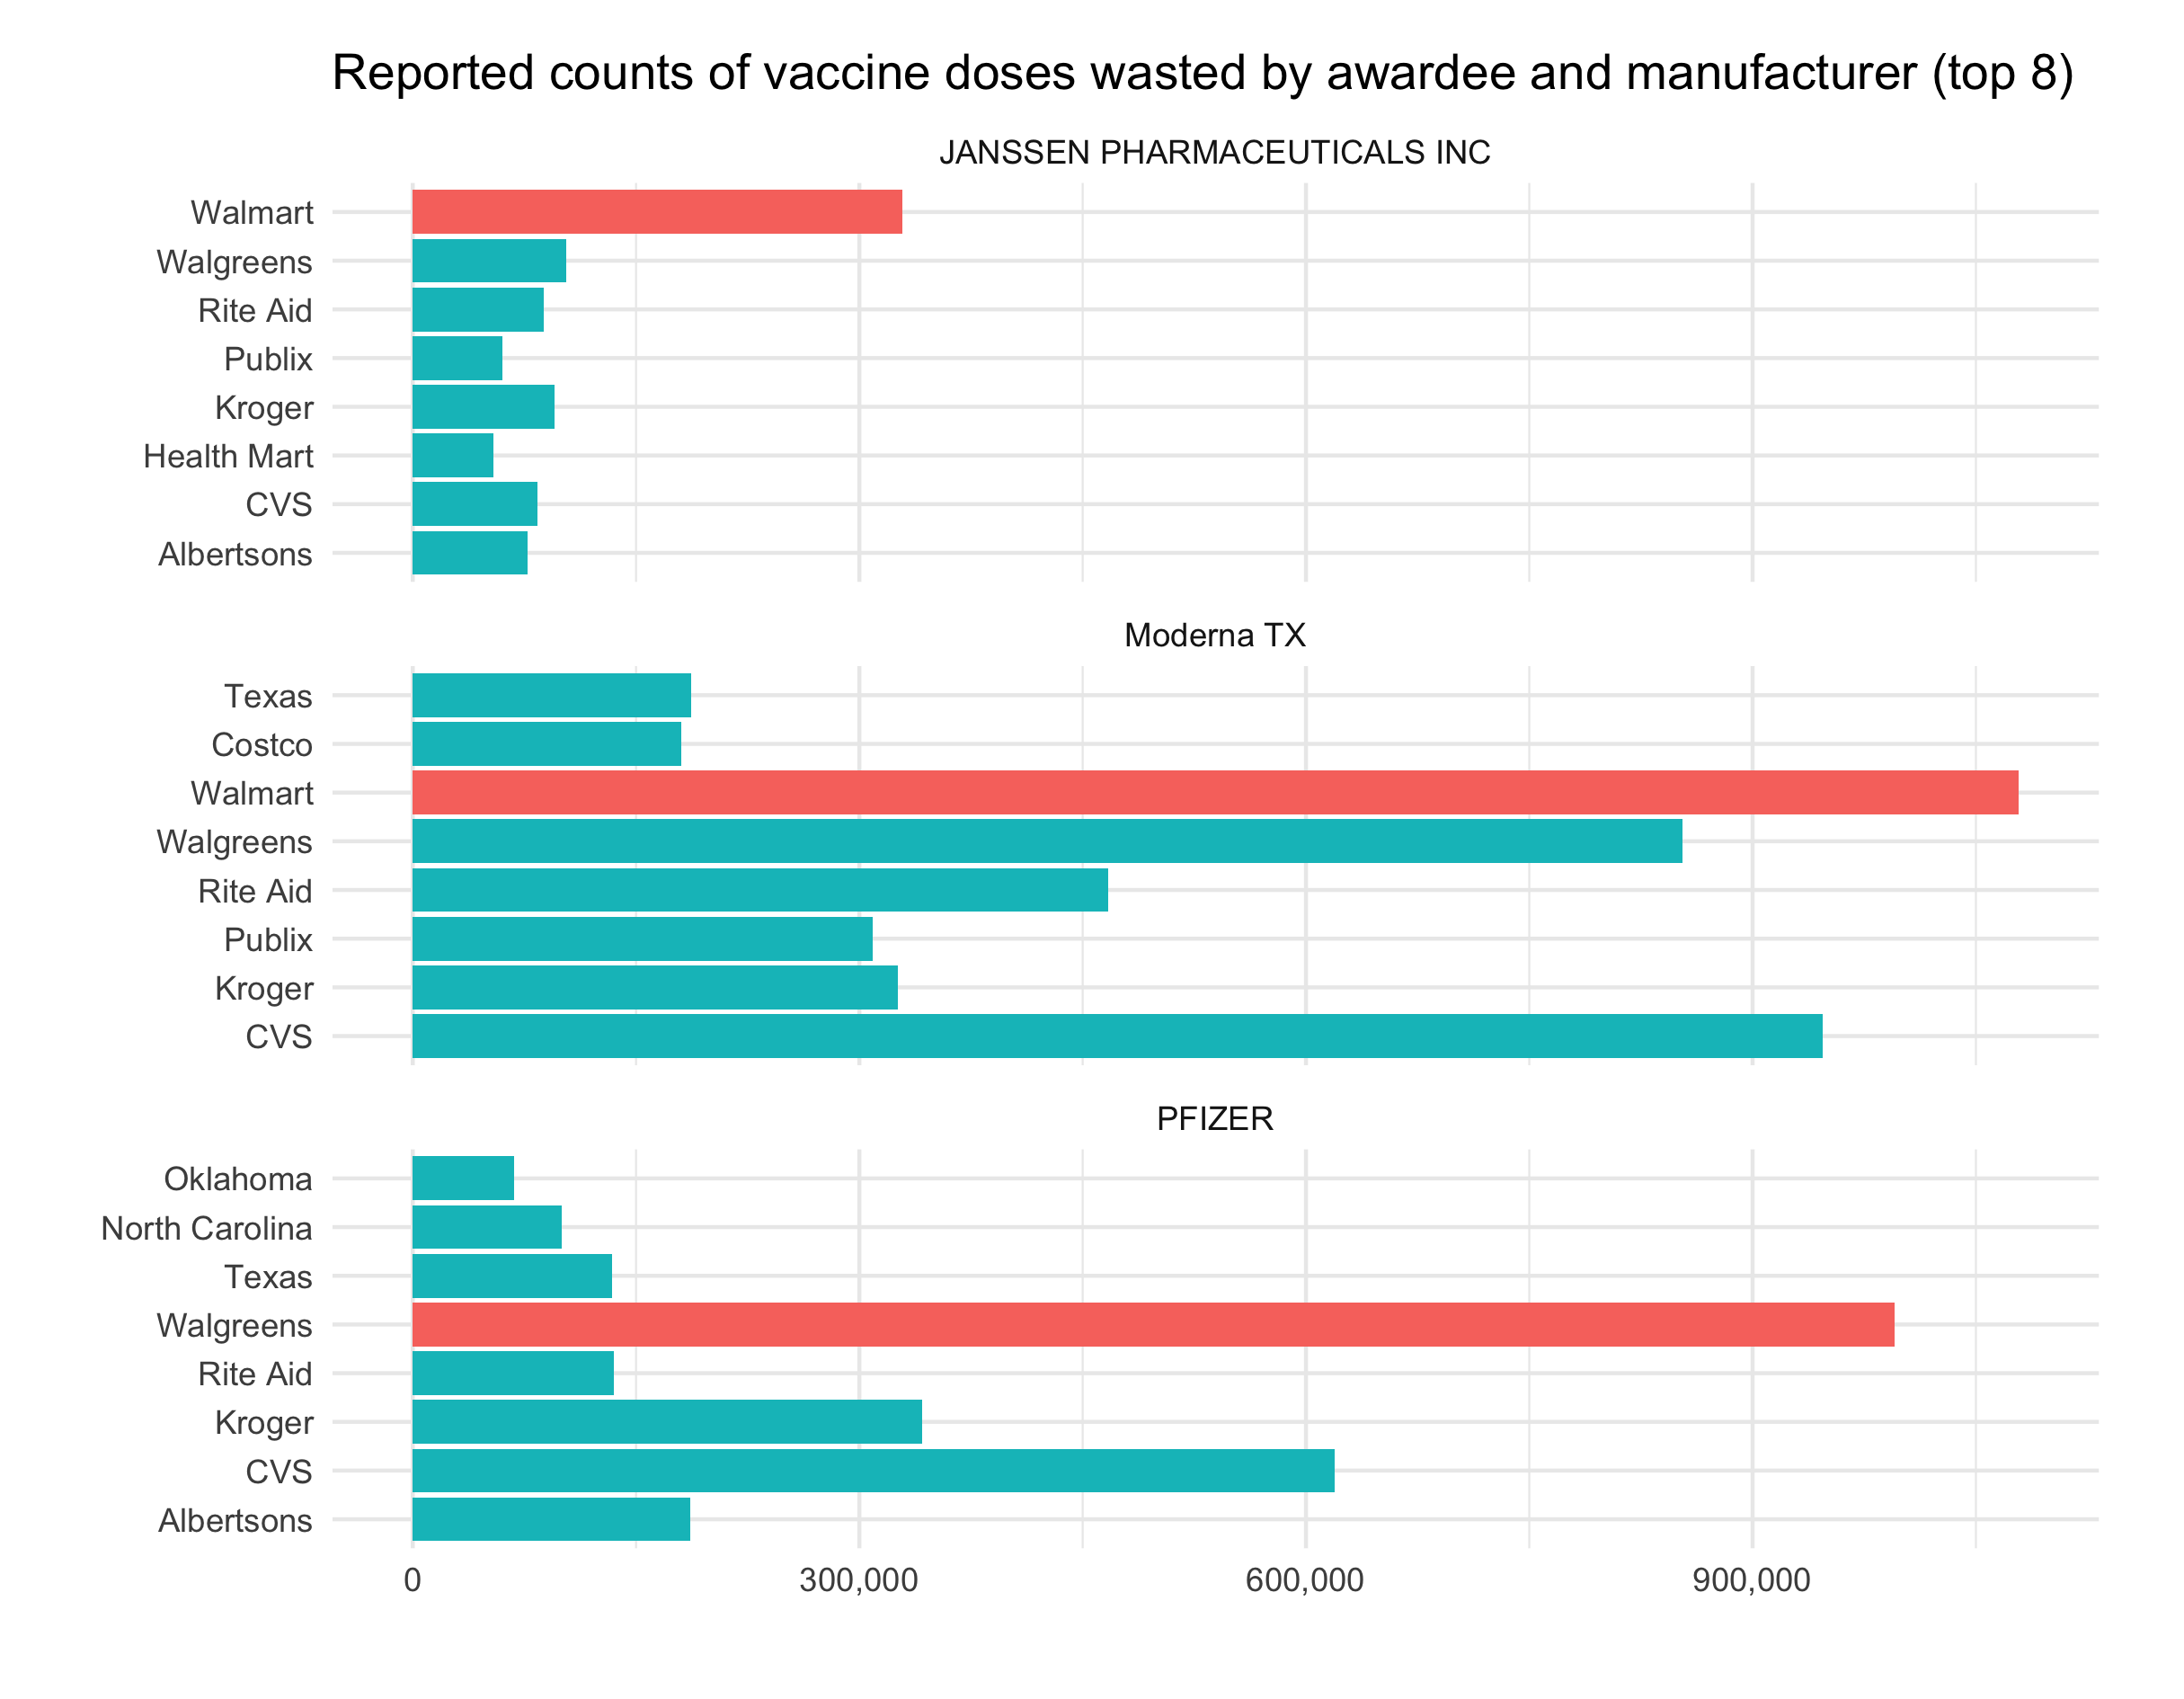 Reported counts of vaccine doses wasted by awardee and manufacturer (top 8)
JANSSEN PHARMACEUTICALS INC
Walmart
Walgreens
Rite Aid
Publix
Kroger
Health Mart
CVS
Albertsons
Moderna TX
Texas
Costco
Walmart
Walgreens
Rite Aid
Publix
Kroger
CVS
PFIZER
Oklahoma
North Carolina
Texas
Walgreens
Rite Aid
Kroger
CVS
Albertsons
0 300,000 600,000 900,000